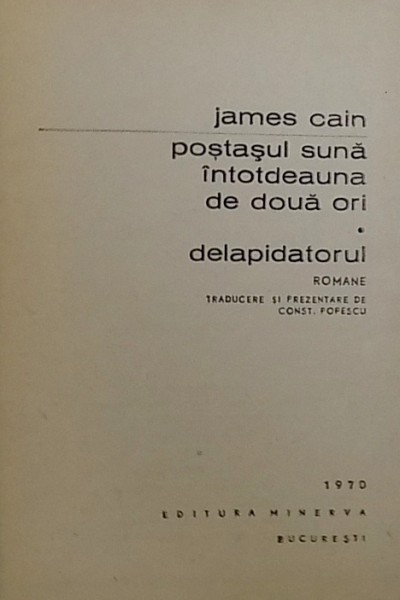 james cain
poștașul sună
întotdeauna
de două ori
•
delapidatorul
ROMANE
TRADUCERE ȘI PREZENTARE DE
CONST. POPESCU
1970
EDITURA MINERVA
BUCUREȘTI